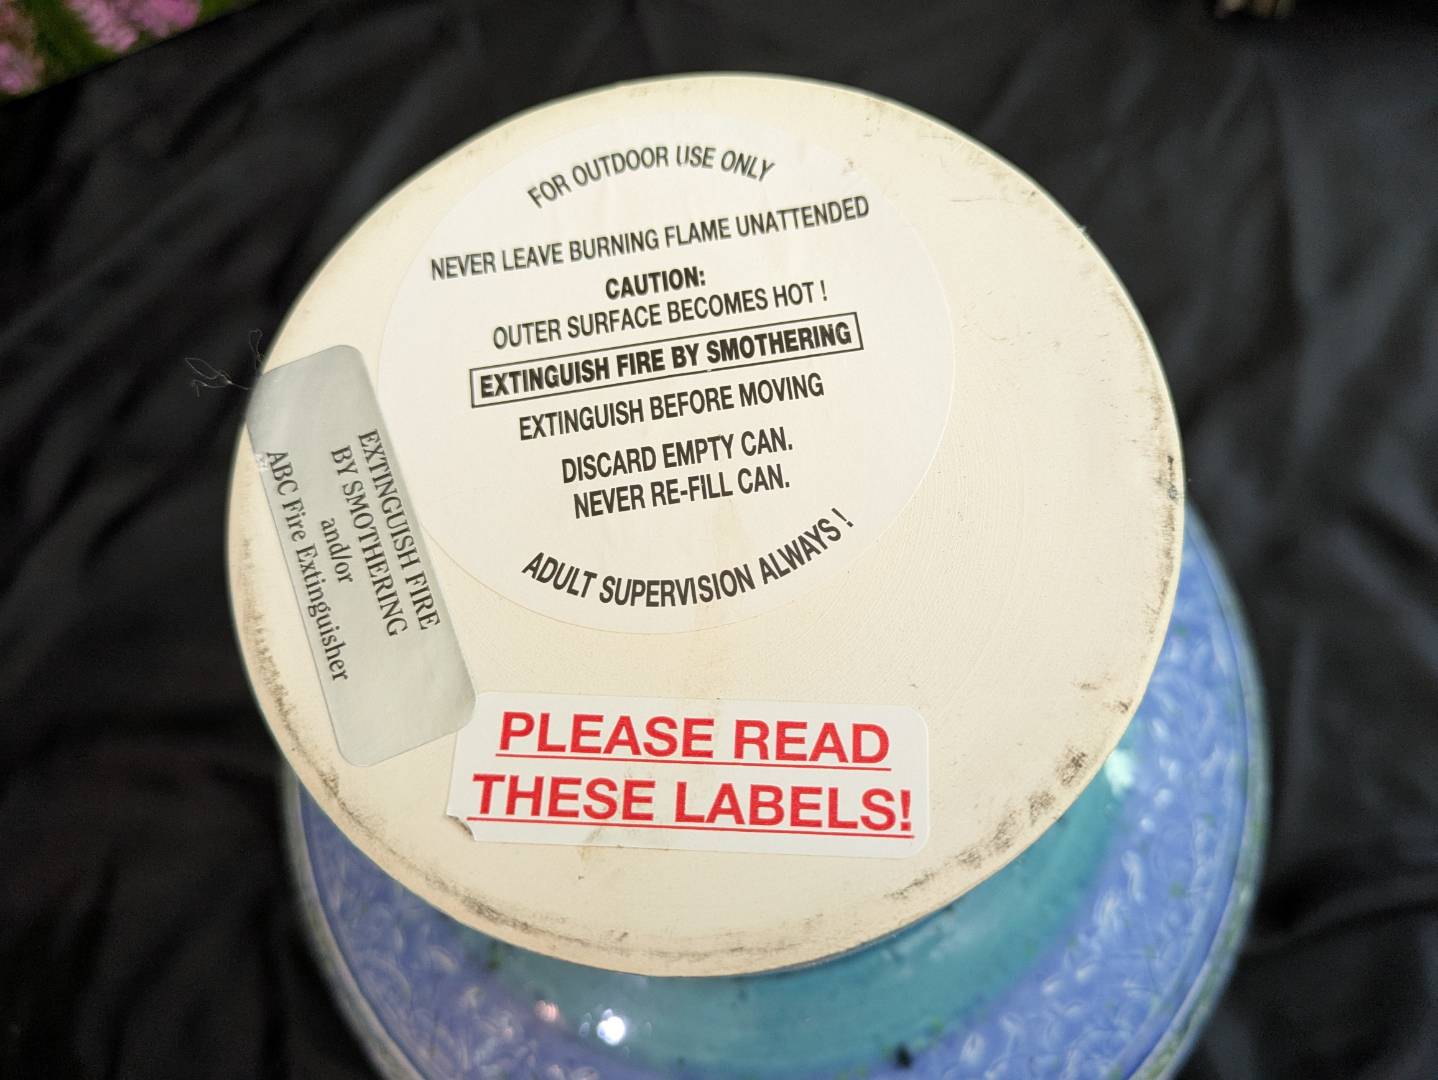 FOR OUTDOOR USE ONLY
NEVER LEAVE BURNING FLAME UNATTENDED
CAUTION:
OUTER SURFACE BECOMES HOT !
EXTINGUISH FIRE BY SMOTHERING
EXTINGUISH BEFORE MOVING
DISCARD EMPTY CAN.
NEVER RE-FILL CAN.
ADULT SUPERVISION ALWAYS !
EXTINGUISH FIRE
BY SMOTHERING
and/or
ABC Fire Extinguisher
PLEASE READ
THESE LABELS!